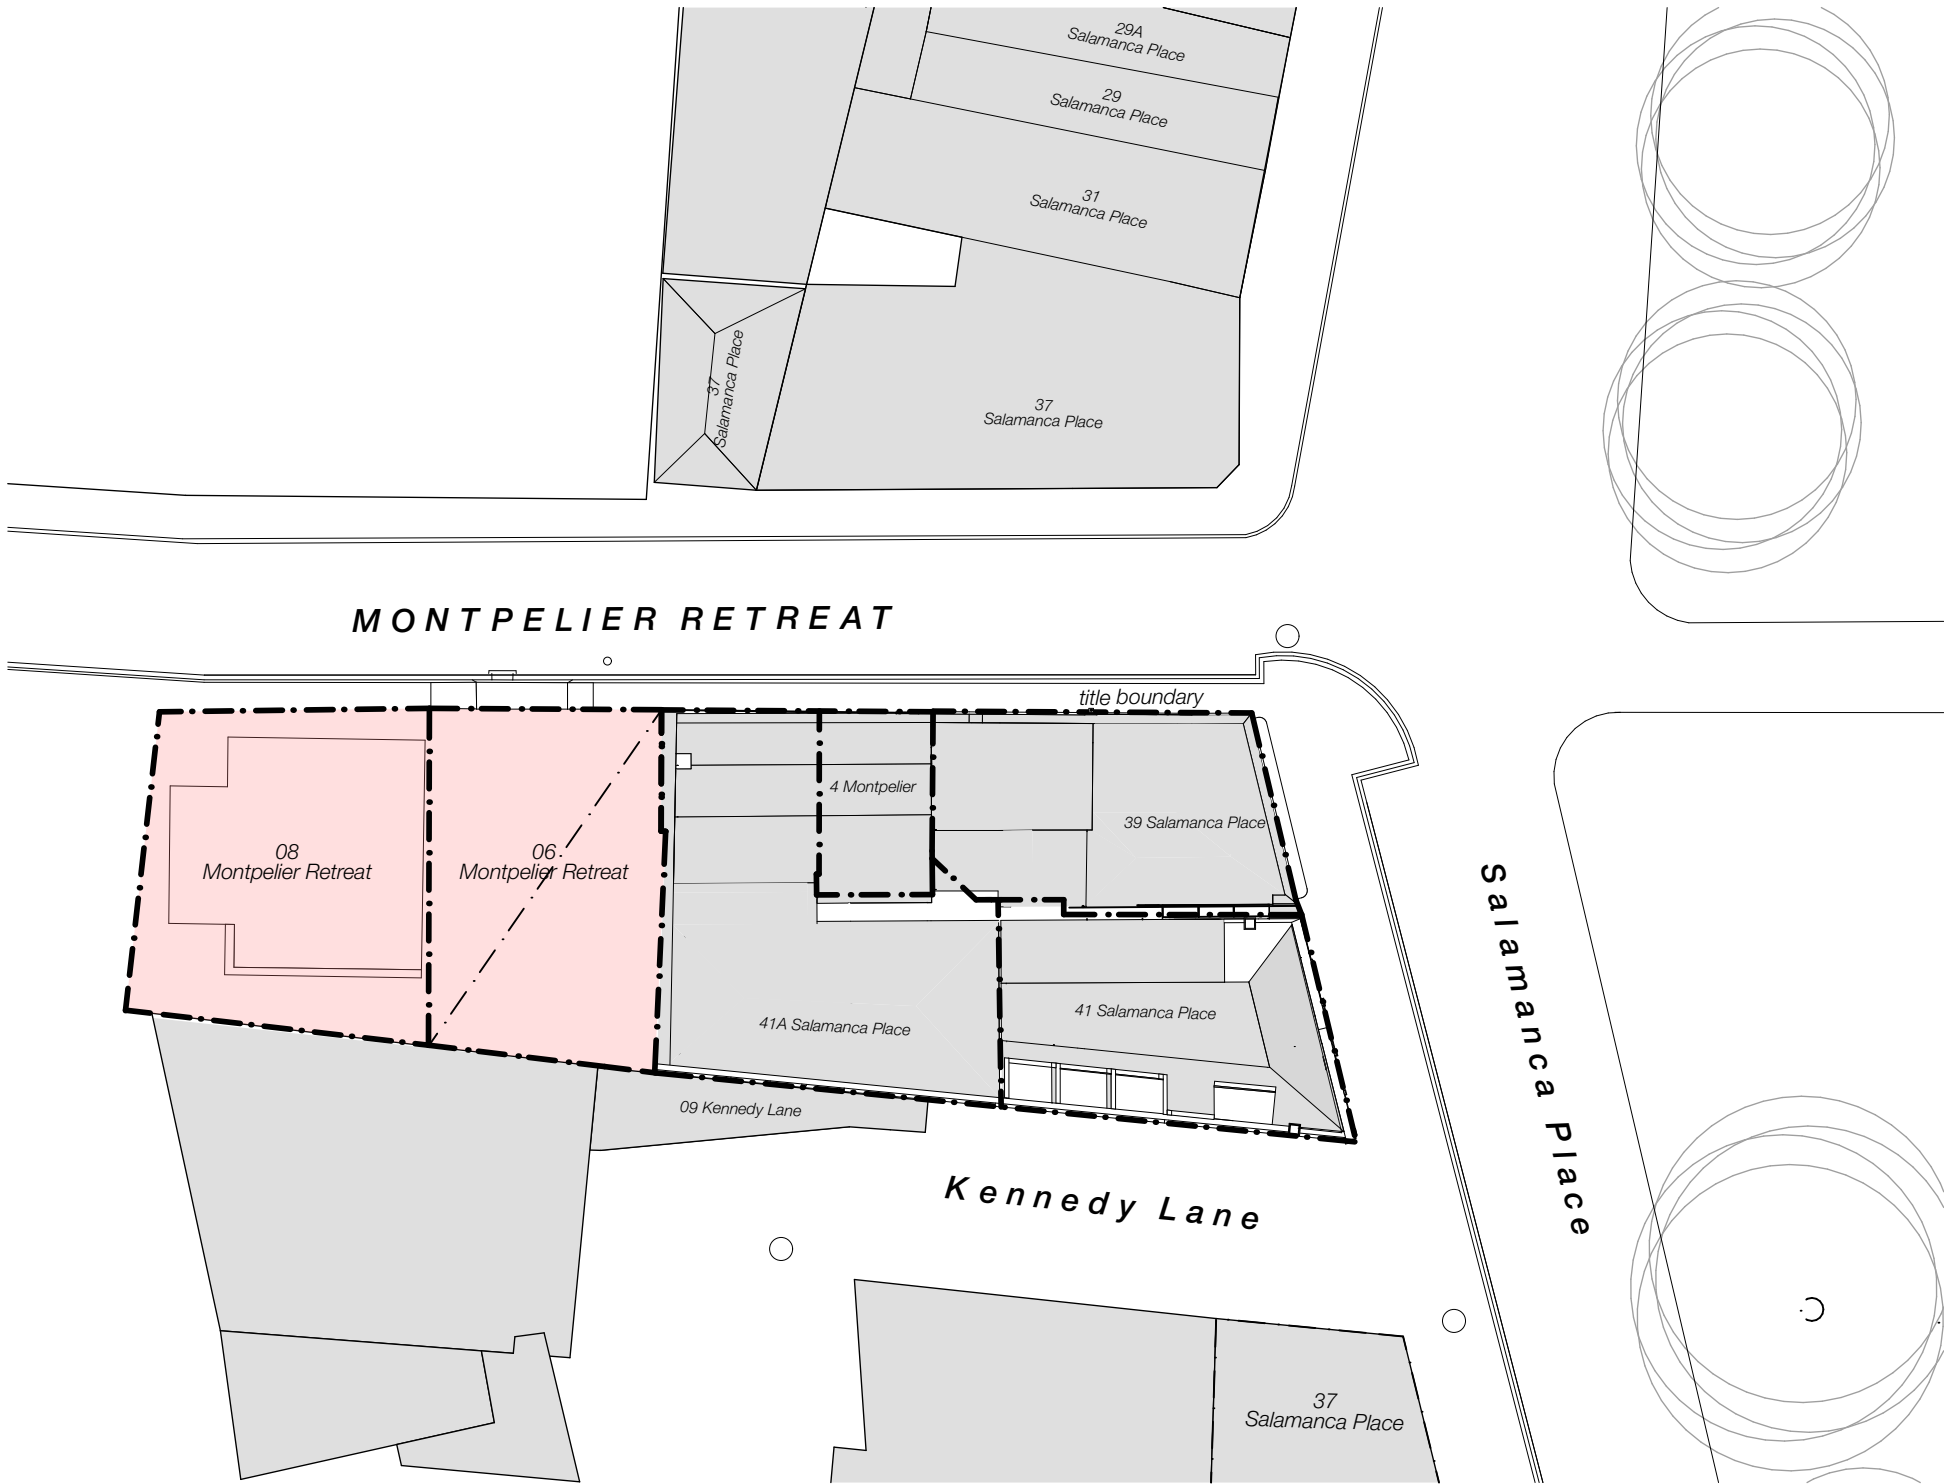 29A
Salamanca Place
29
Salamanca Place
31
Salamanca Place
37
Salamanca Place
37
Salamanca Place
MONTPELIER RETREAT
title boundary
4 Montpelier
39 Salamanca Place
08
Montpelier Retreat
06
Montpelier Retreat
41A Salamanca Place
41 Salamanca Place
09 Kennedy Lane
Salamanca Place
Kennedy Lane
37
Salamanca Place